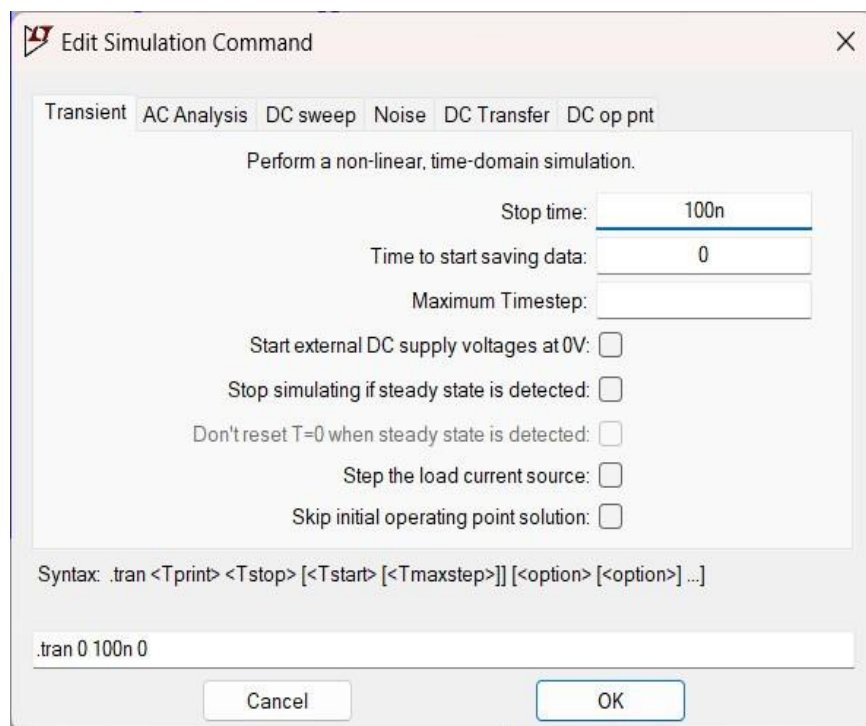 Edit Simulation Command
Transient AC Analysis DC sweep Noise DC Transfer DC op pnt
Perform a non-linear, time-domain simulation.
Stop time: 100n
Time to start saving data: 0
Maximum Timestep:
Start external DC supply voltages at 0V:
Stop simulating if steady state is detected:
Don't reset T=0 when steady state is detected:
Step the load current source:
Skip initial operating point solution:
Syntax: .tran <Tprint> <Tstop> [<Tstart> [<Tmaxstep>]] [<option> [<option>] ...]
.tran 0 100n 0
Cancel OK